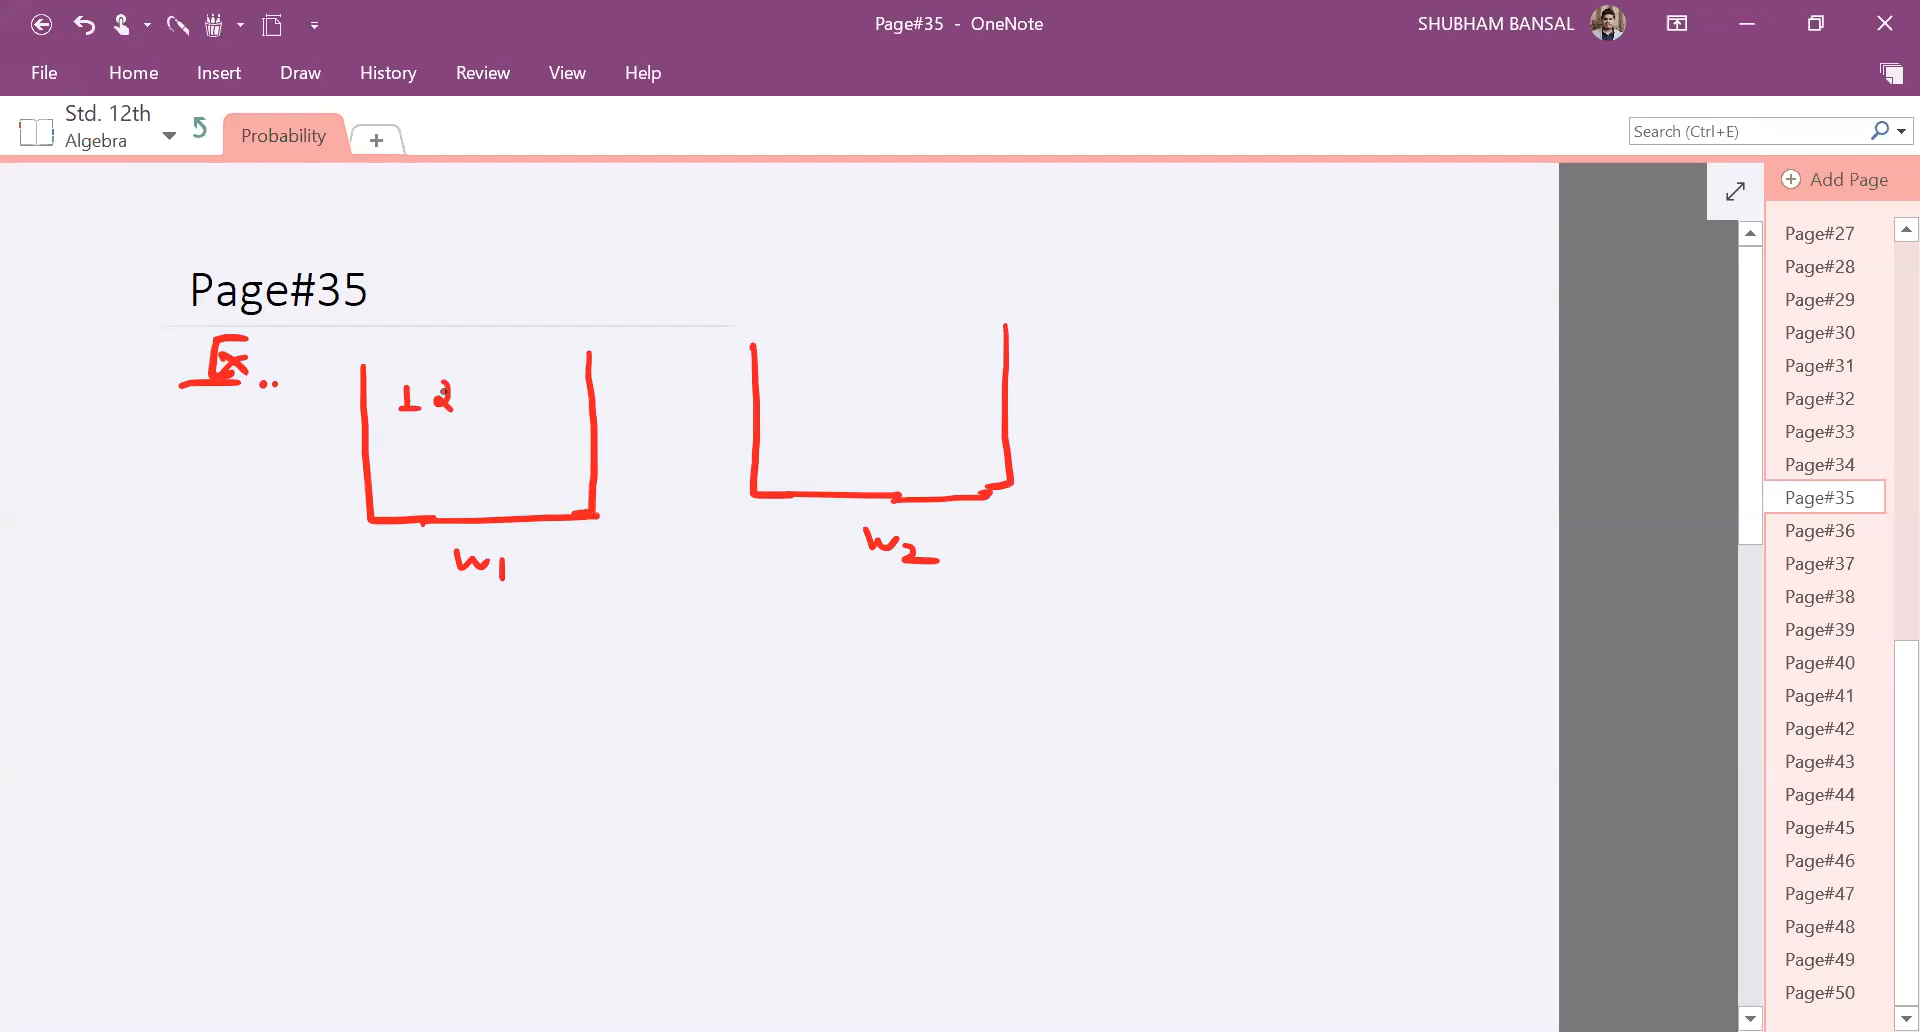 Page#35 - OneNote
SHUBHAM BANSAL
File Home Insert Draw History Review View Help
Std. 12th
Algebra
Probability
Search (Ctrl+E)
Add Page
Page#35
Ex..
1 2
W1
W2
Page#27
Page#28
Page#29
Page#30
Page#31
Page#32
Page#33
Page#34
Page#35
Page#36
Page#37
Page#38
Page#39
Page#40
Page#41
Page#42
Page#43
Page#44
Page#45
Page#46
Page#47
Page#48
Page#49
Page#50